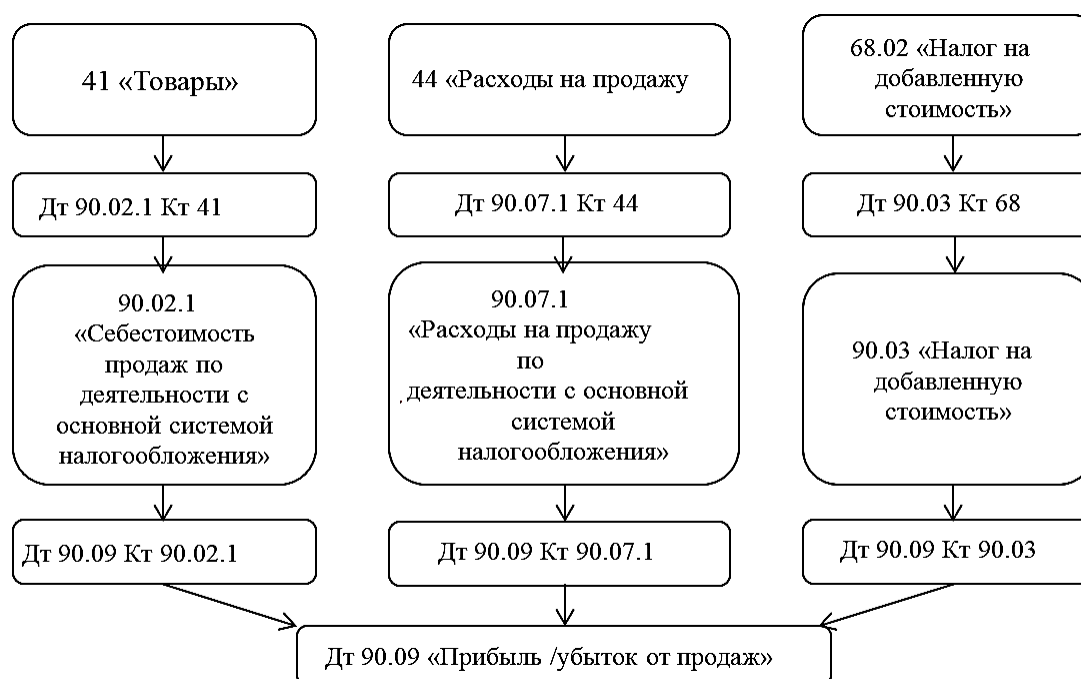 41 «Товары»
44 «Расходы на продажу
68.02 «Налог на
добавленную
стоимость»
Дт 90.02.1 Кт 41
Дт 90.07.1 Кт 44
Дт 90.03 Кт 68
90.02.1
«Себестоимость
продаж по
деятельности с
основной системой
налогообложения»
90.07.1
«Расходы на продажу
по
деятельности с основной
системой
налогообложения»
90.03 «Налог на
добавленную
стоимость»
Дт 90.09 Кт 90.02.1
Дт 90.09 Кт 90.07.1
Дт 90.09 Кт 90.03
Дт 90.09 «Прибыль /убыток от продаж»